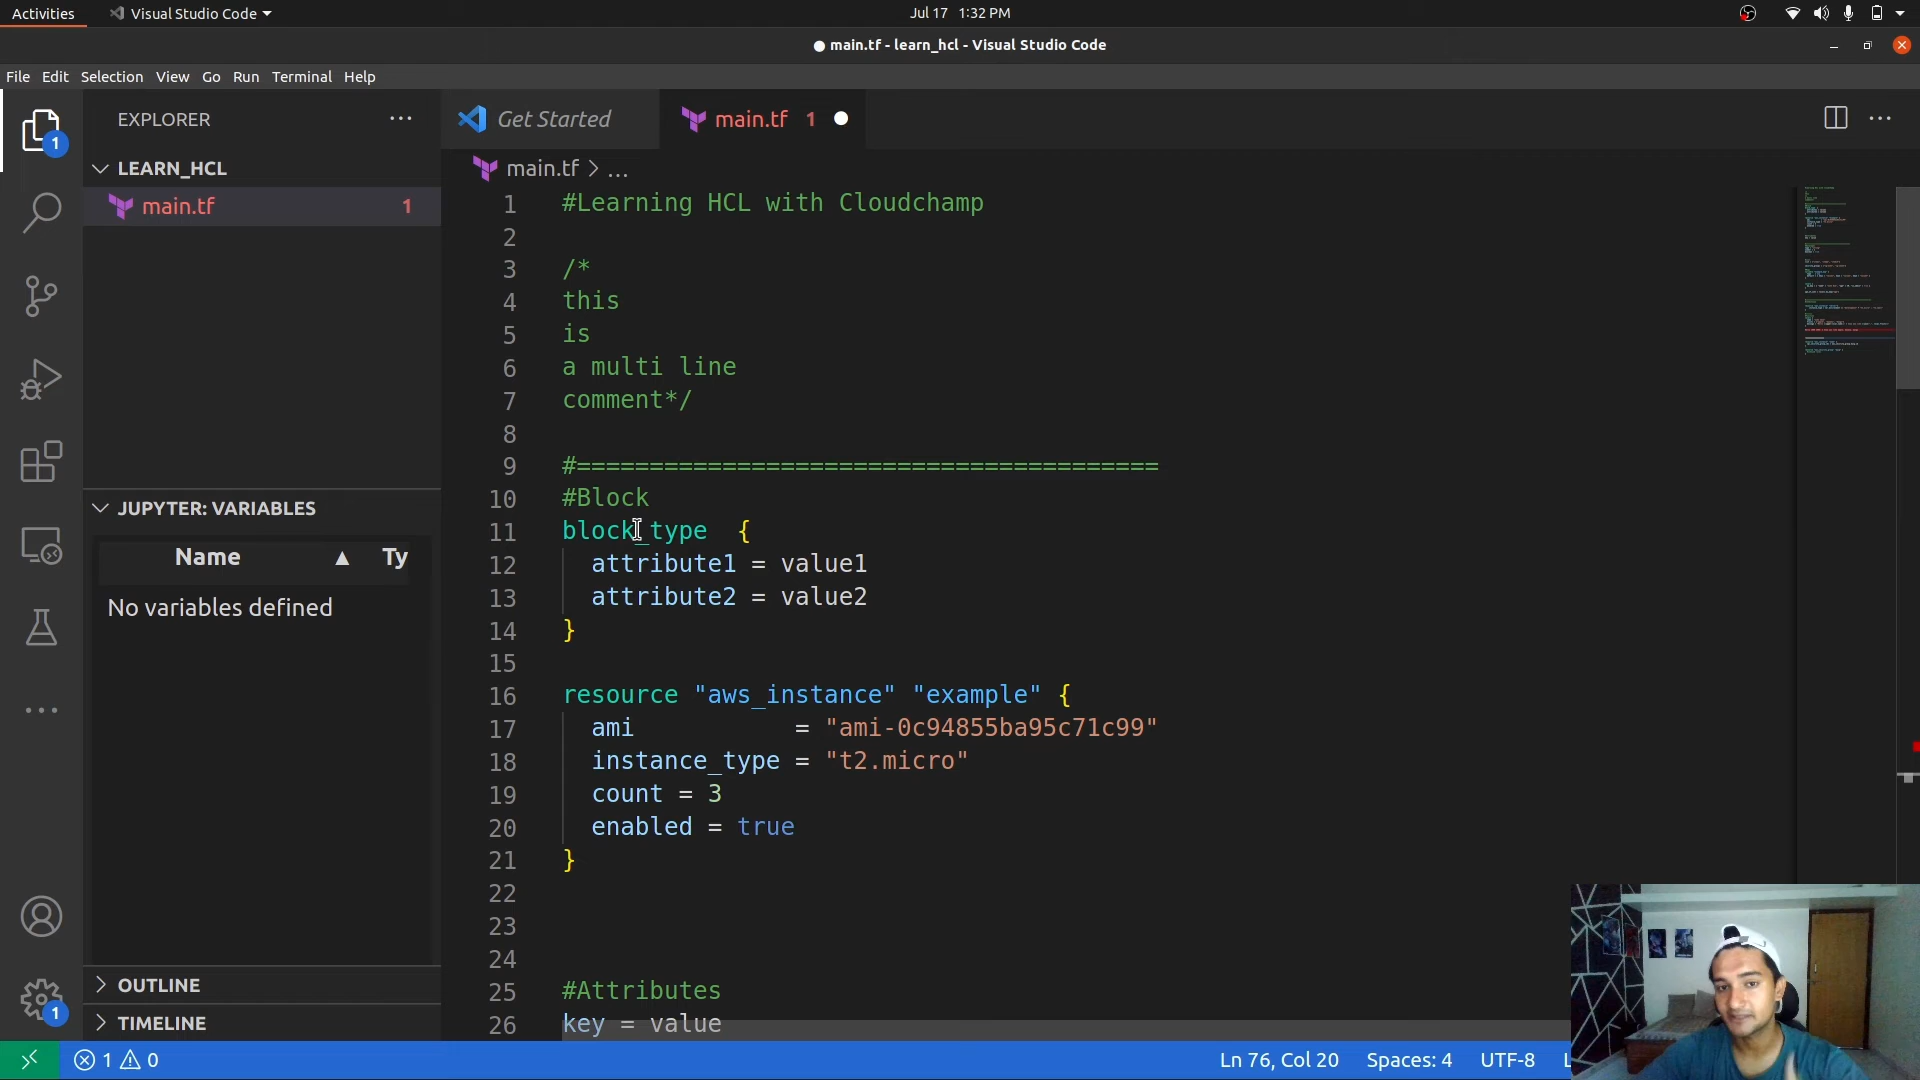 Activities Visual Studio Code Jul 17 1:32 PM
● main.tf - learn_hcl - Visual Studio Code
File Edit Selection View Go Run Terminal Help
EXPLORER
LEARN_HCL
main.tf 1
JUPYTER: VARIABLES
Name Ty
No variables defined
OUTLINE
TIMELINE
1
1
Get Started main.tf 1
main.tf > ...
1 #Learning HCL with Cloudchamp
2
3 /*
4 this
5 is
6 a multi line
7 comment*/
8
9 #========================================
10 #Block
11 block_type {
12 attribute1 = value1
13 attribute2 = value2
14 }
15
16 resource "aws_instance" "example" {
17 ami = "ami-0c94855ba95c71c99"
18 instance_type = "t2.micro"
19 count = 3
20 enabled = true
21 }
22
23
24
25 #Attributes
26 key = value
1 0 Ln 76, Col 20 Spaces: 4 UTF-8 L